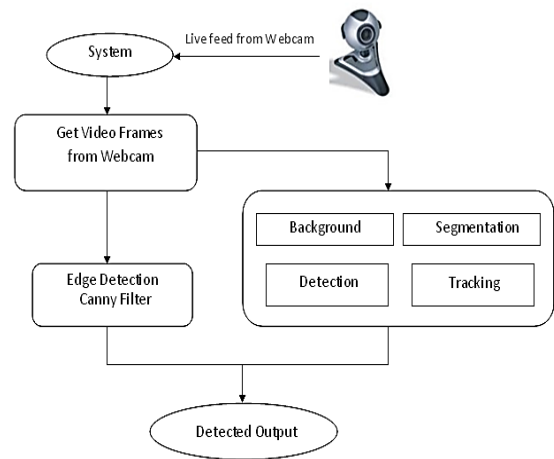 Live feed from Webcam
System
Get Video Frames
from Webcam
Background
Segmentation
Edge Detection
Canny Filter
Detection
Tracking
Detected Output